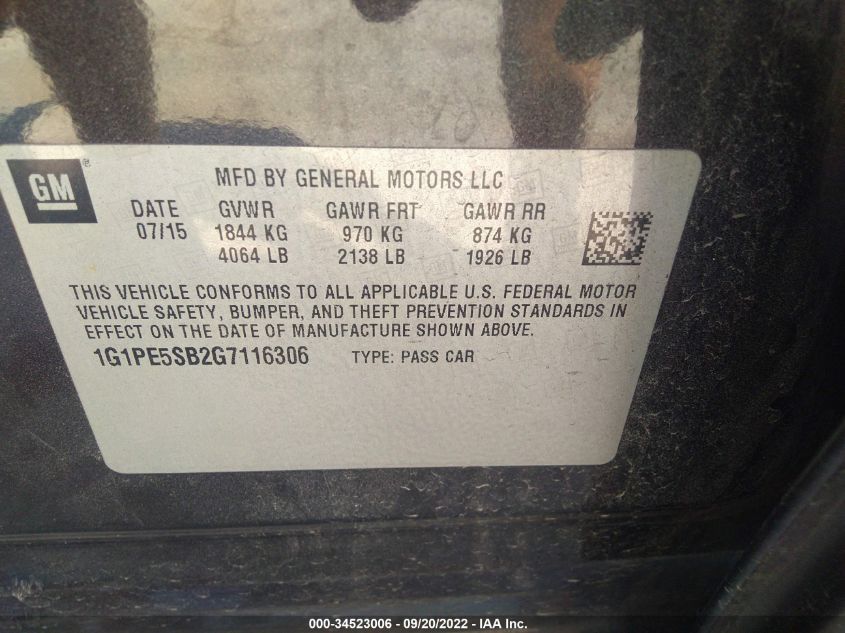 GM®
MFD BY GENERAL MOTORS LLC
DATE GVWR GAWR FRT GAWR RR
07/15 1844 KG 970 KG 874 KG
4064 LB 2138 LB 1926 LB
THIS VEHICLE CONFORMS TO ALL APPLICABLE U.S. FEDERAL MOTOR
VEHICLE SAFETY, BUMPER, AND THEFT PREVENTION STANDARDS IN
EFFECT ON THE DATE OF MANUFACTURE SHOWN ABOVE.
1G1PE5SB2G7116306 TYPE: PASS CAR
000-34523006 - 09/20/2022 - IAA Inc.